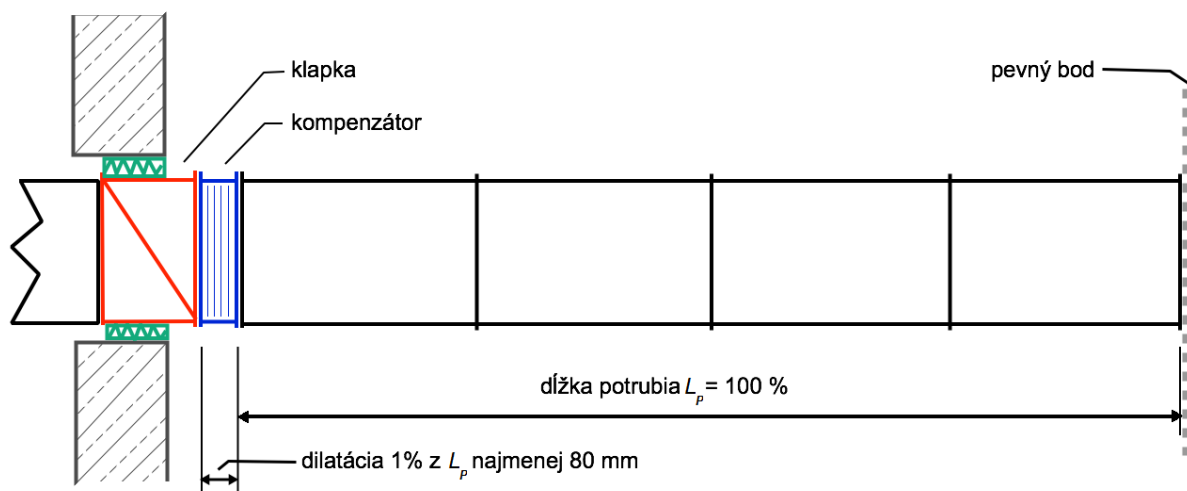 klapka
pevný bod
kompenzátor
dĺžka potrubia Lp = 100 %
dilatácia 1% z Lp najmenej 80 mm